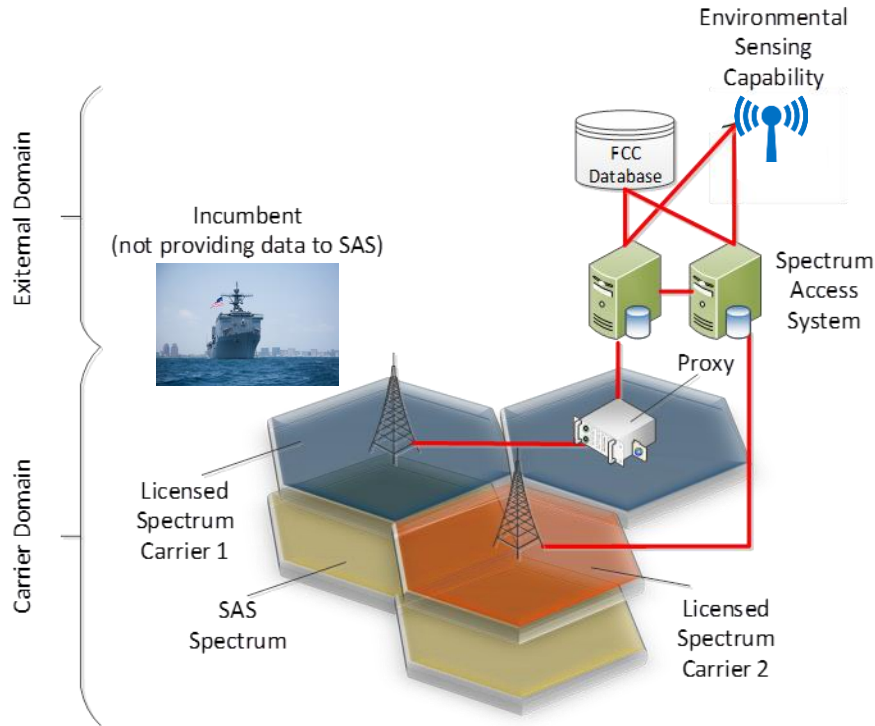 Environmental
Sensing
Capability
FCC
Database
Exiternal Domain
Incumbent
(not providing data to SAS)
Spectrum
Access
System
Proxy
Carrier Domain
Licensed
Spectrum
Carrier 1
SAS
Spectrum
Licensed
Spectrum
Carrier 2